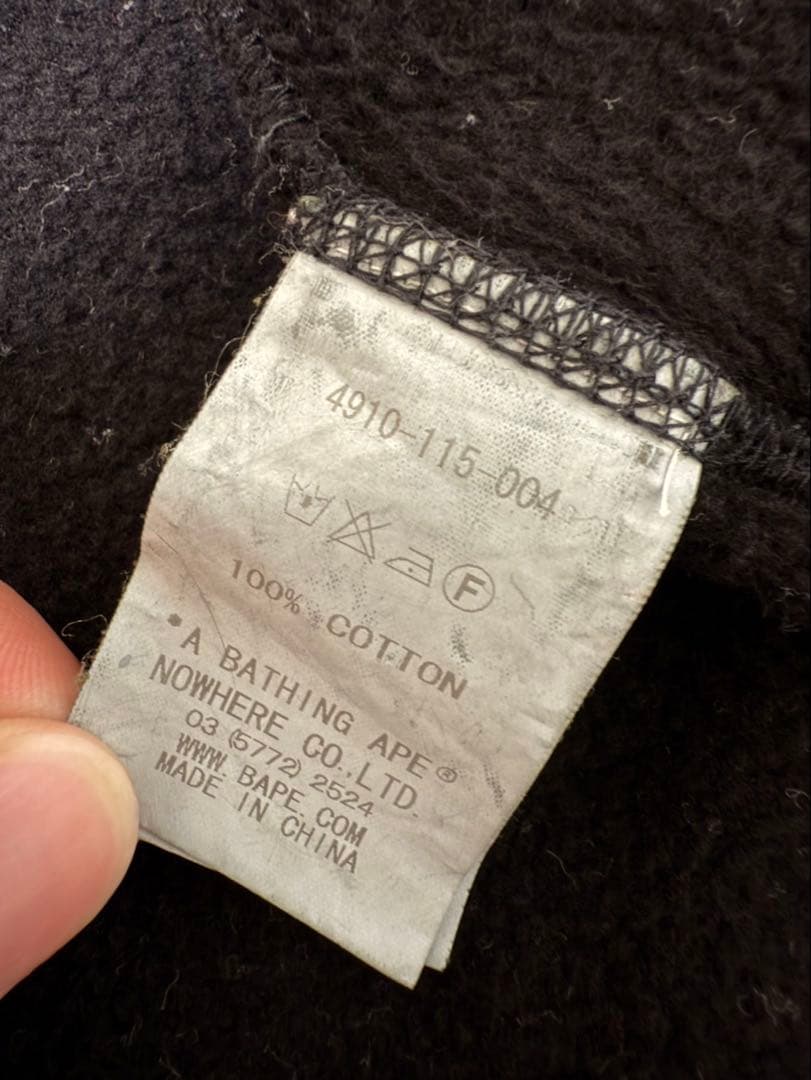 4910-115-004
F
100% COTTON
A BATHING APE®
NOWHERE CO.,LTD.
03 (5772) 2524
WWW. BAPE. COM
MADE IN CHINA